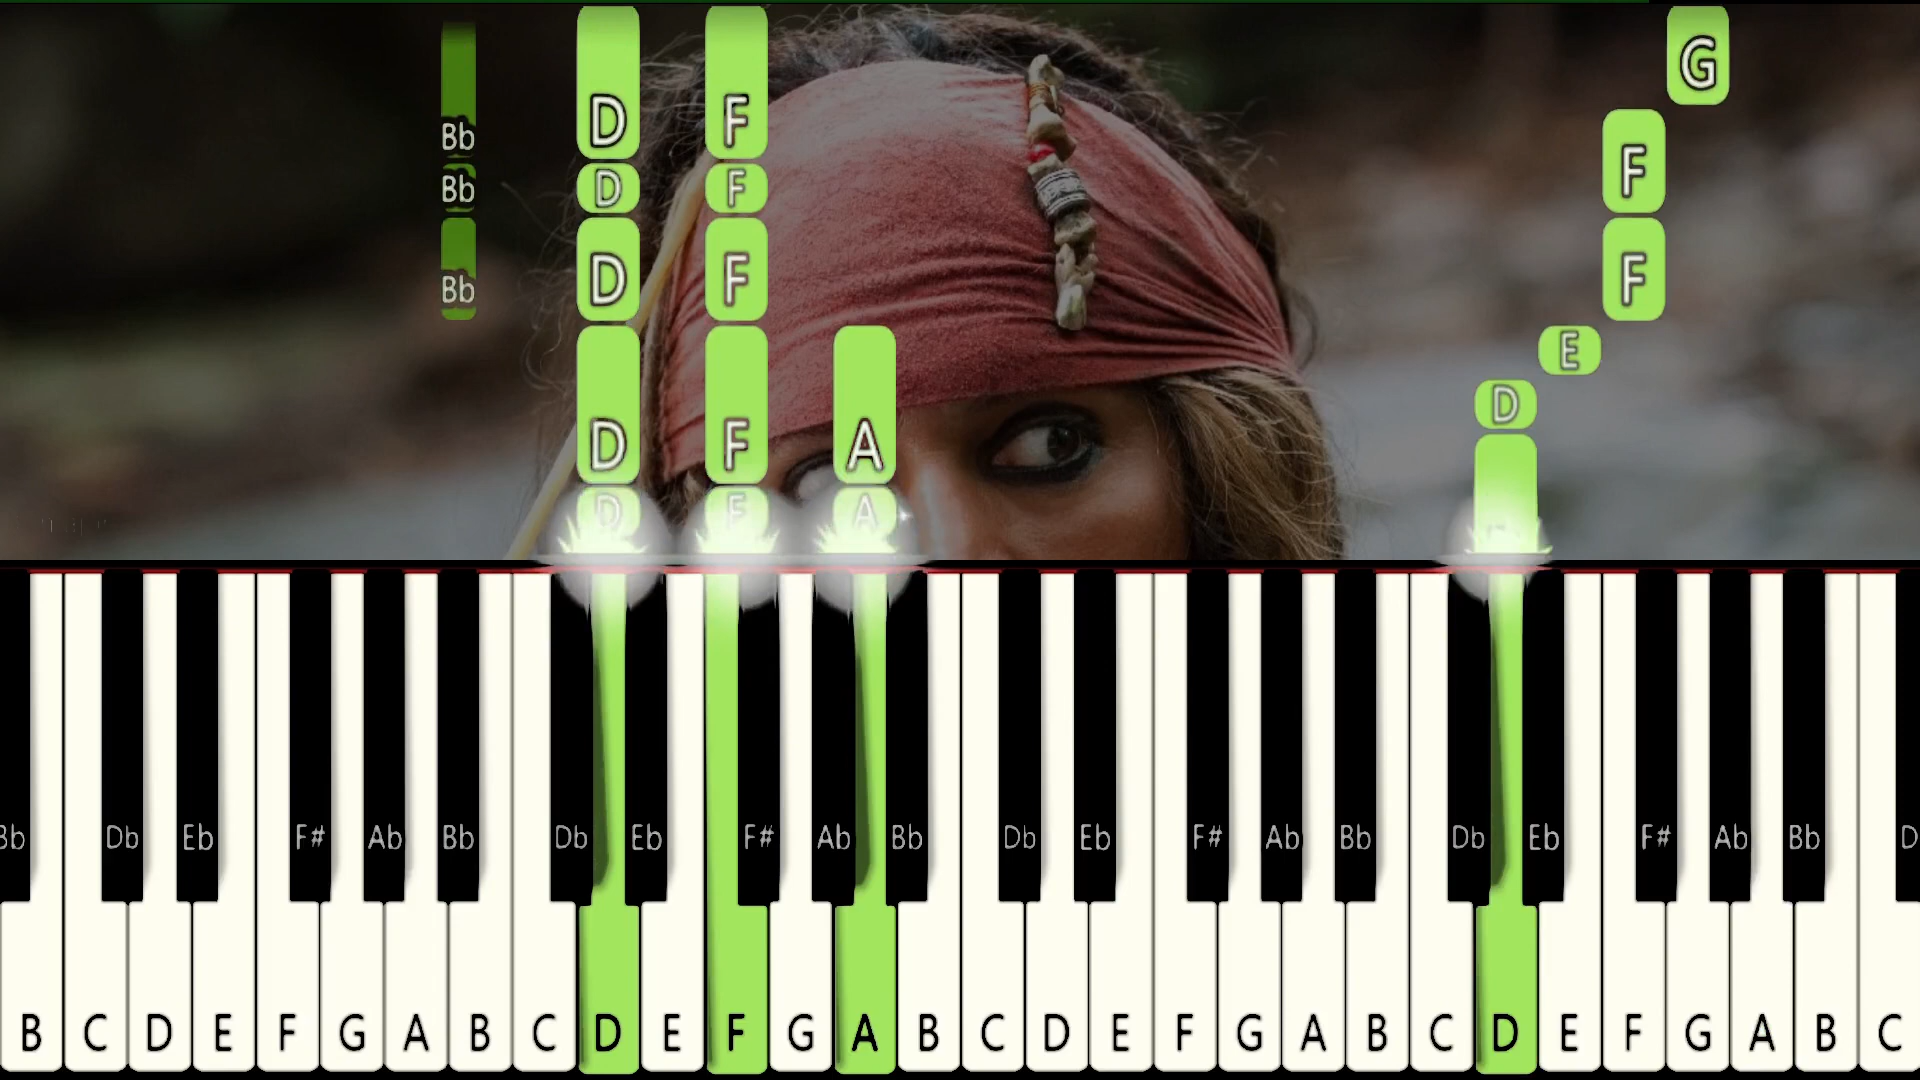 G
D F
Bb
F
Bb D F
D F F
Bb
E
D
D F A
D F A
Bb Db Eb F# Ab Bb Db Eb F# Ab Bb Db Eb F# Ab Bb Db Eb F# Ab Bb D
B C D E F G A B C D E F G A B C D E F G A B C D E F G A B C